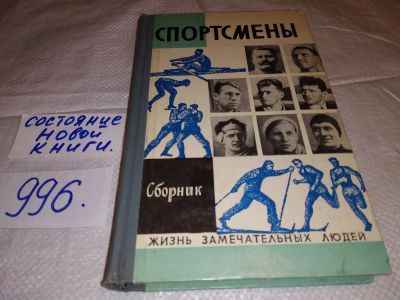 СПОРТСМЕНЫ
состояние
новой
книги.
996.
Сборник
ЖИЗНЬ ЗАМЕЧАТЕЛЬНЫХ ЛЮДЕЙ